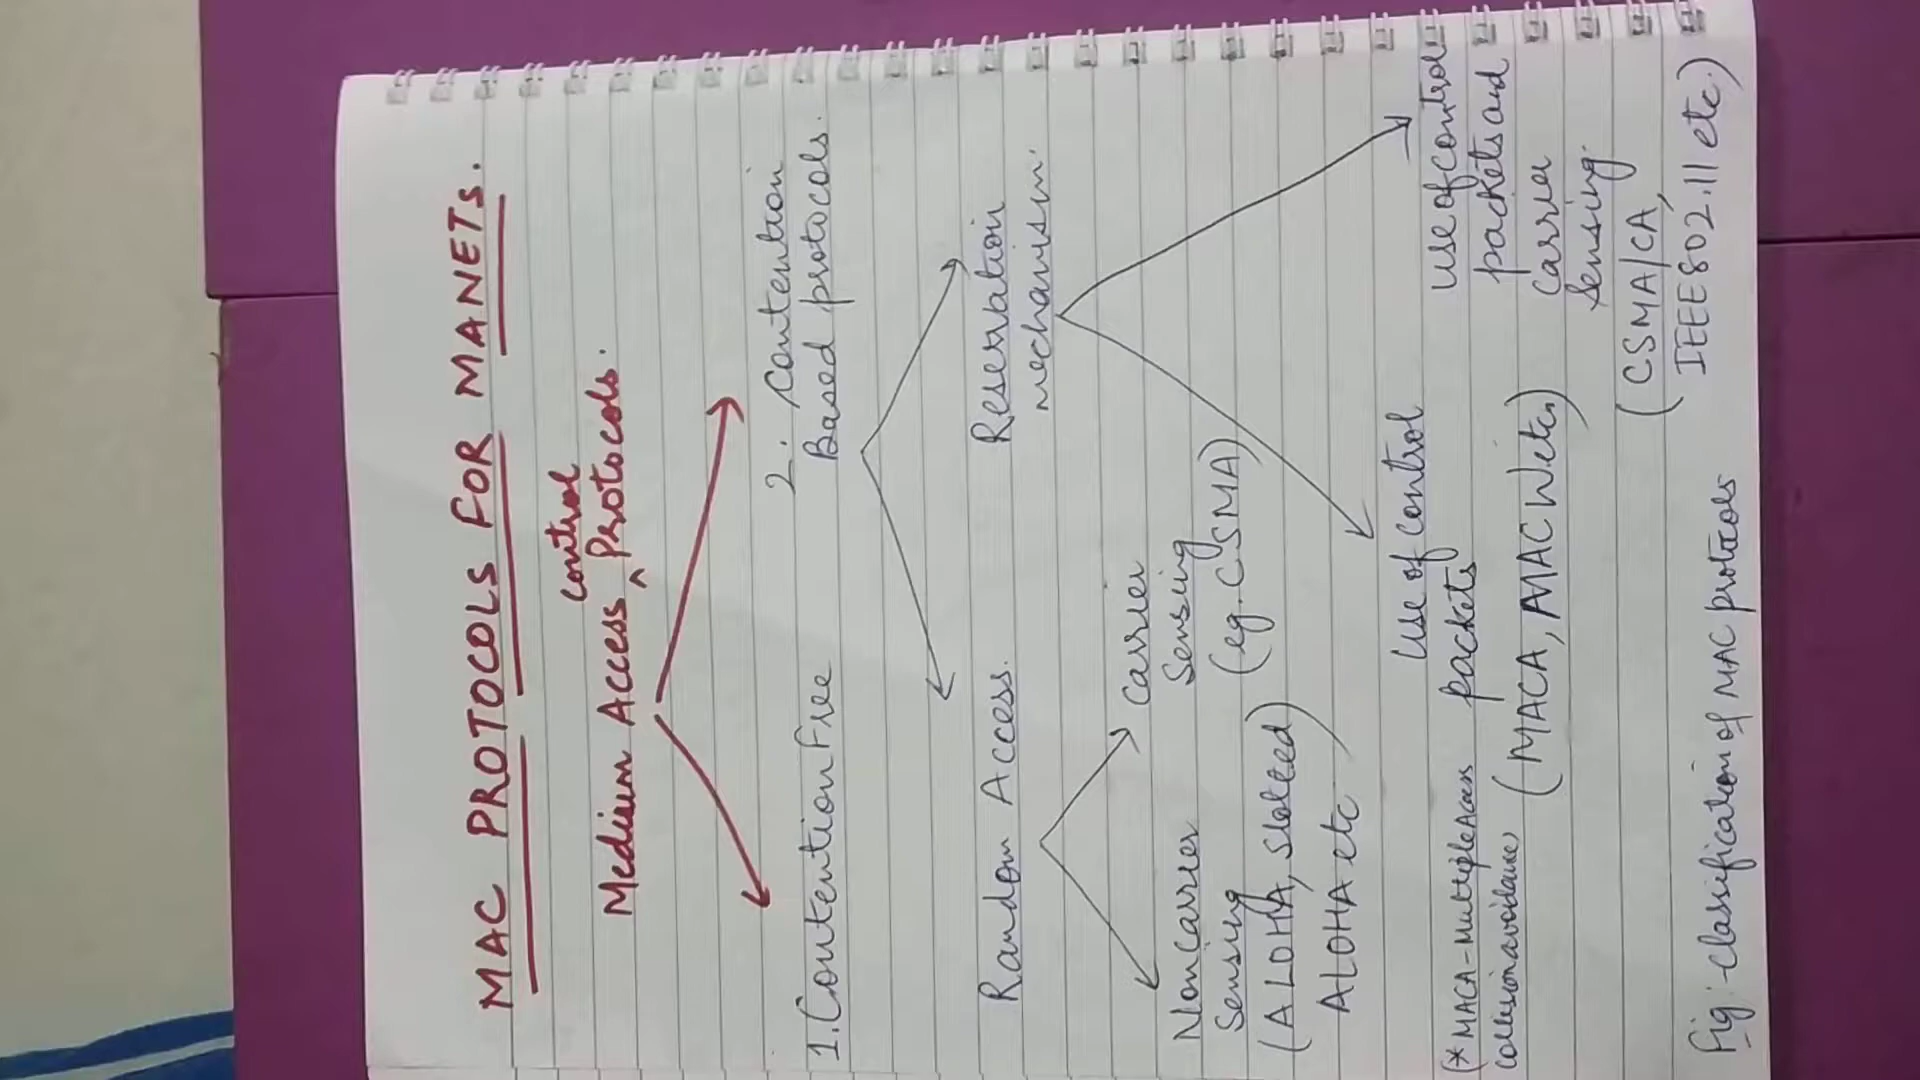 MAC PROTOCOLS FOR MANETs.
control
Medium Access ^ Protocols.
1. Contention Free
2. Contention
Based protocols.
Random Access.
Reservation
mechanism.
Non Carrier
Sensing
(ALOHA, slotted
ALOHA etc)
Carrier
Sensing
(eg. CSMA)
Use of control
packets
(MACA, MACW etc.)
Use of control
packets and
Carrier
Sensing.
(CSMA/CA,
IEEE 802.11 etc.)
(* MACA - Multiple Access
collision avoidance)
Fig :- classification of MAC protocols